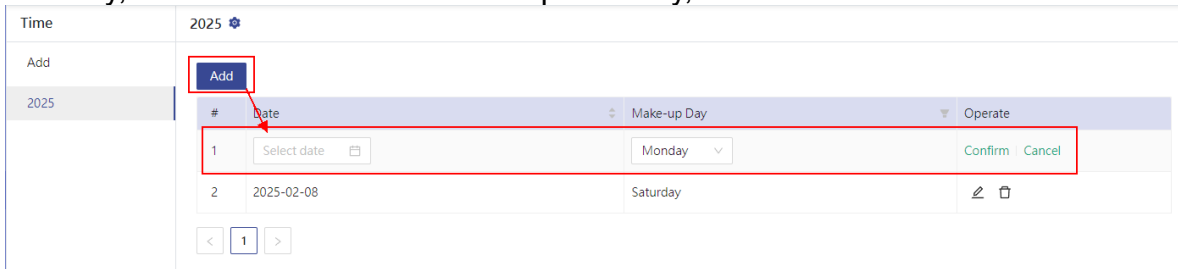 Time
2025
Add
2025
Add
# Date Make-up Day Operate
1 Select date Monday Confirm Cancel
2 2025-02-08 Saturday
< 1 >